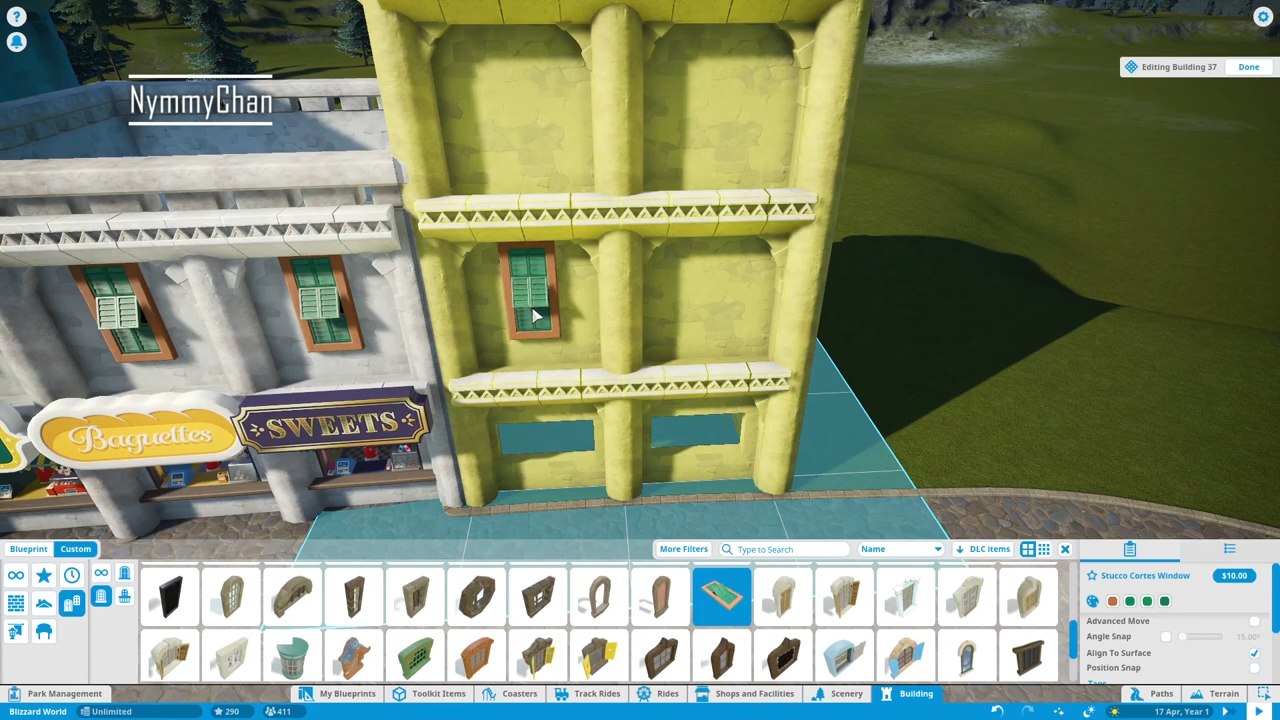 ?
Editing Building 37
Done
NymmyChan
Baguettes
SWEETS
Blueprint
Custom
More Filters
Type to Search
Name
DLC items
Stucco Cortes Window
$10.00
Advanced Move
Angle Snap
15.00°
Align To Surface
Position Snap
Tags
Park Management
My Blueprints
Toolkit Items
Coasters
Track Rides
Rides
Shops and Facilities
Scenery
Building
Paths
Terrain
Blizzard World
Unlimited
290
411
17 Apr, Year 1